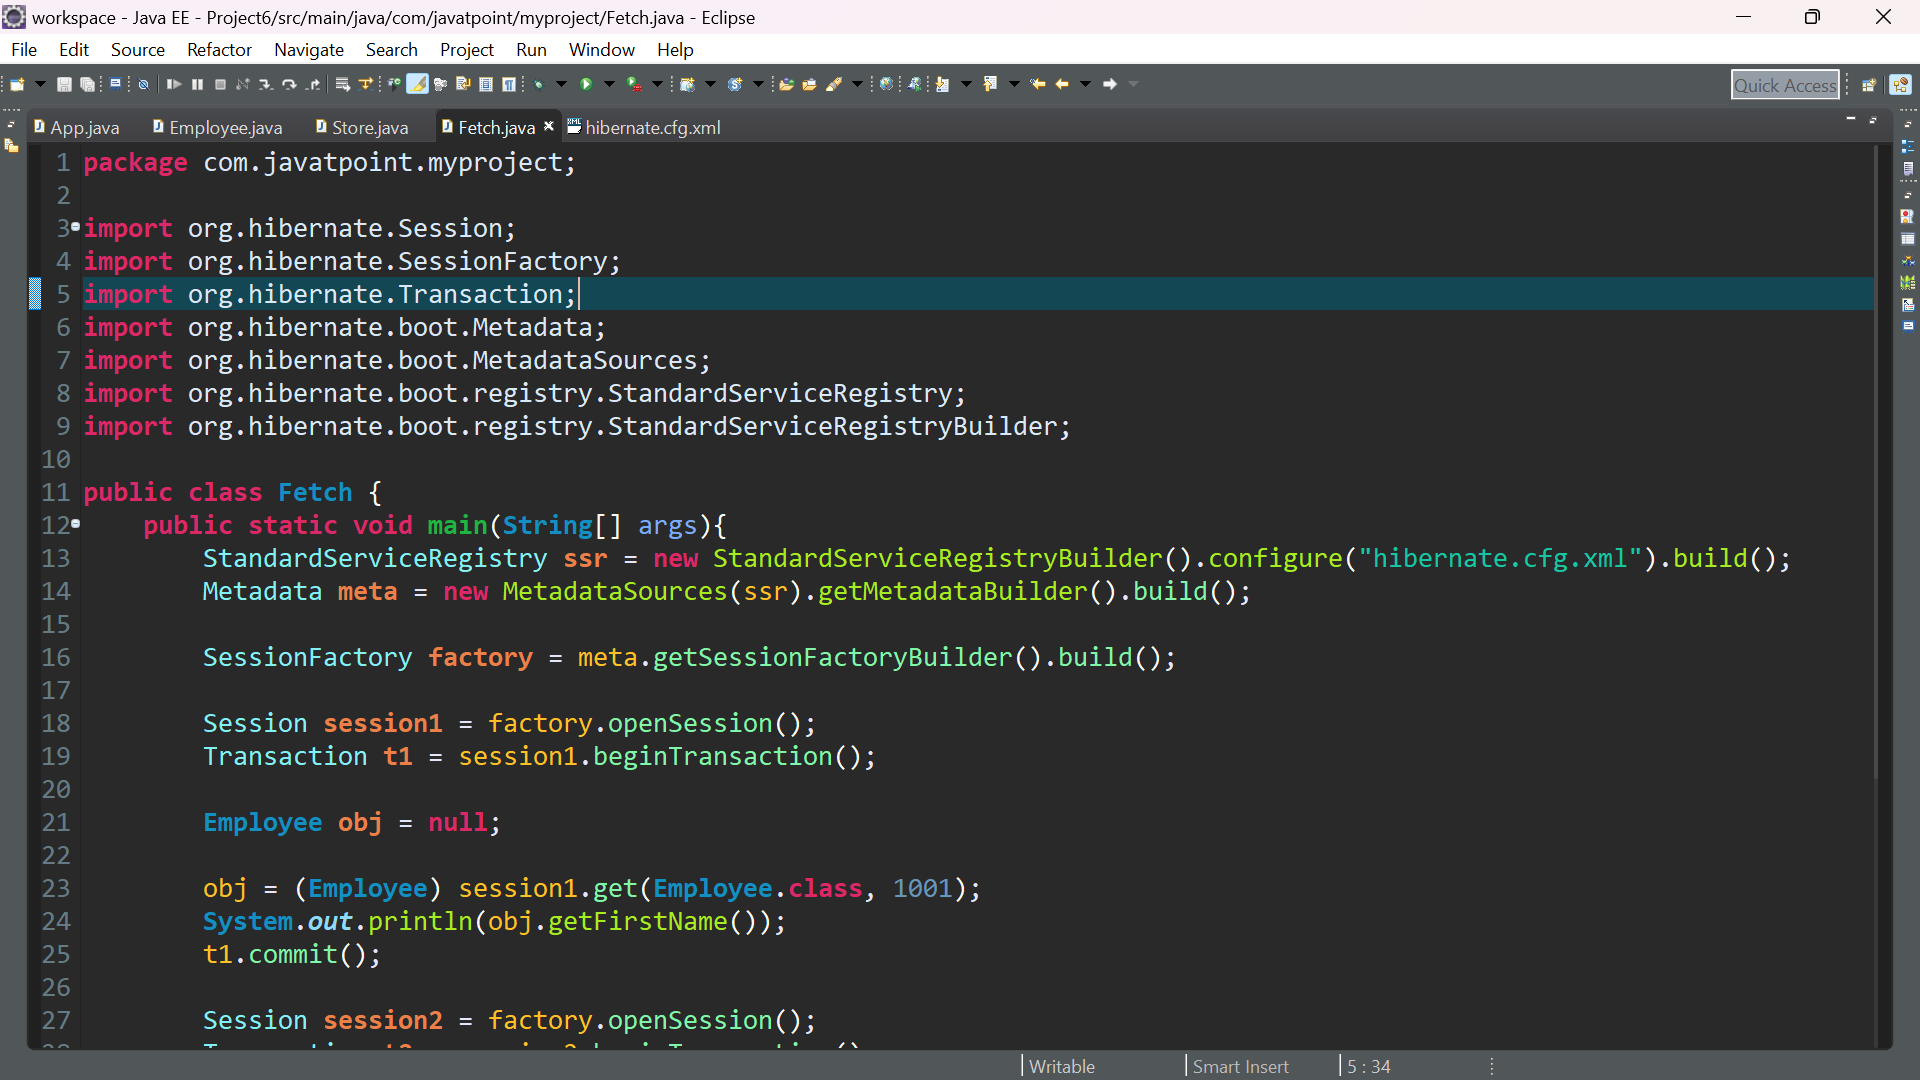 workspace - Java EE - Project6/src/main/java/com/javatpoint/myproject/Fetch.java - Eclipse
File Edit Source Refactor Navigate Search Project Run Window Help
Quick Access
App.java Employee.java Store.java Fetch.java hibernate.cfg.xml
1 package com.javatpoint.myproject;
2
3 import org.hibernate.Session;
4 import org.hibernate.SessionFactory;
5 import org.hibernate.Transaction;
6 import org.hibernate.boot.Metadata;
7 import org.hibernate.boot.MetadataSources;
8 import org.hibernate.boot.registry.StandardServiceRegistry;
9 import org.hibernate.boot.registry.StandardServiceRegistryBuilder;
10
11 public class Fetch {
12 public static void main(String[] args){
13 StandardServiceRegistry ssr = new StandardServiceRegistryBuilder().configure("hibernate.cfg.xml").build();
14 Metadata meta = new MetadataSources(ssr).getMetadataBuilder().build();
15
16 SessionFactory factory = meta.getSessionFactoryBuilder().build();
17
18 Session session1 = factory.openSession();
19 Transaction t1 = session1.beginTransaction();
20
21 Employee obj = null;
22
23 obj = (Employee) session1.get(Employee.class, 1001);
24 System.out.println(obj.getFirstName());
25 t1.commit();
26
27 Session session2 = factory.openSession();
Writable Smart Insert 5 : 34